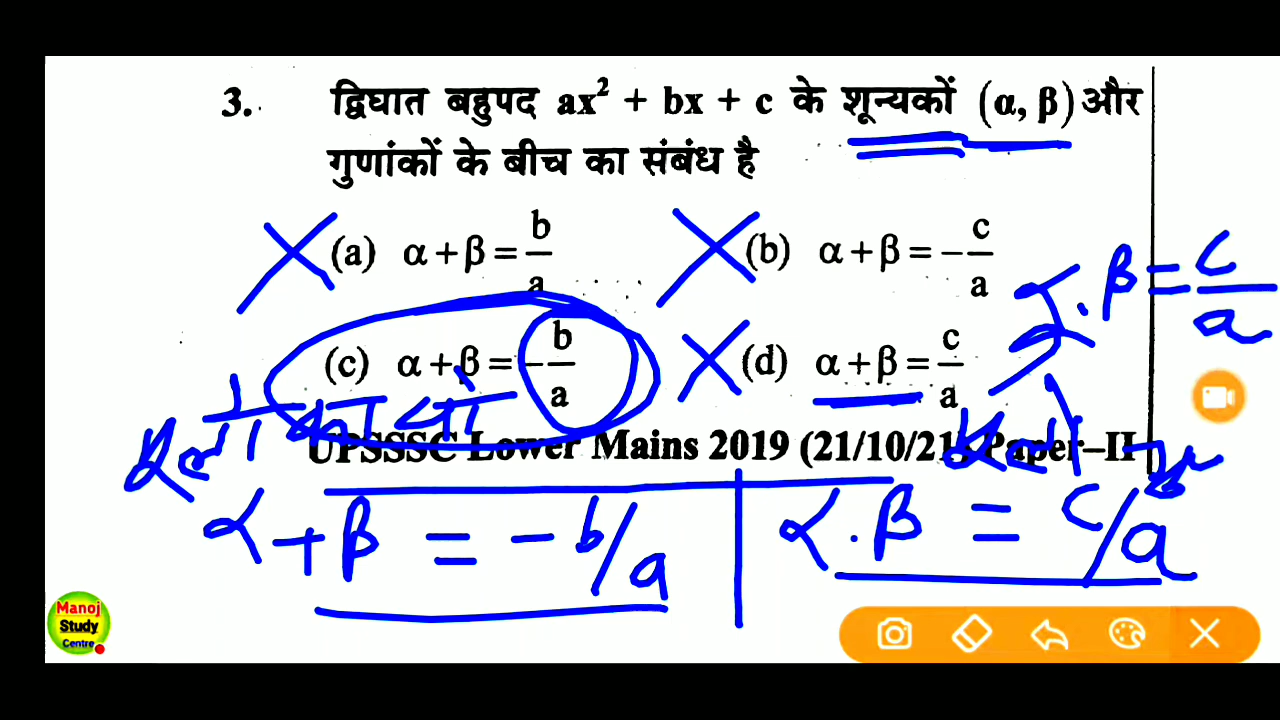 3. द्विघात बहुपद ax² + bx + c के शून्यकों (α, β) और
गुणांकों के बीच का संबंध है
(a) α + β = b/a (b) α + β = -c/a
α . β = c/a
(c) α + β = -b/a (d) α + β = c/a
UPSSSC Lower Mains 2019 (21/10/21) Paper–II
α + β = - b/a | α . β = c/a
Manoj
Study
Centre